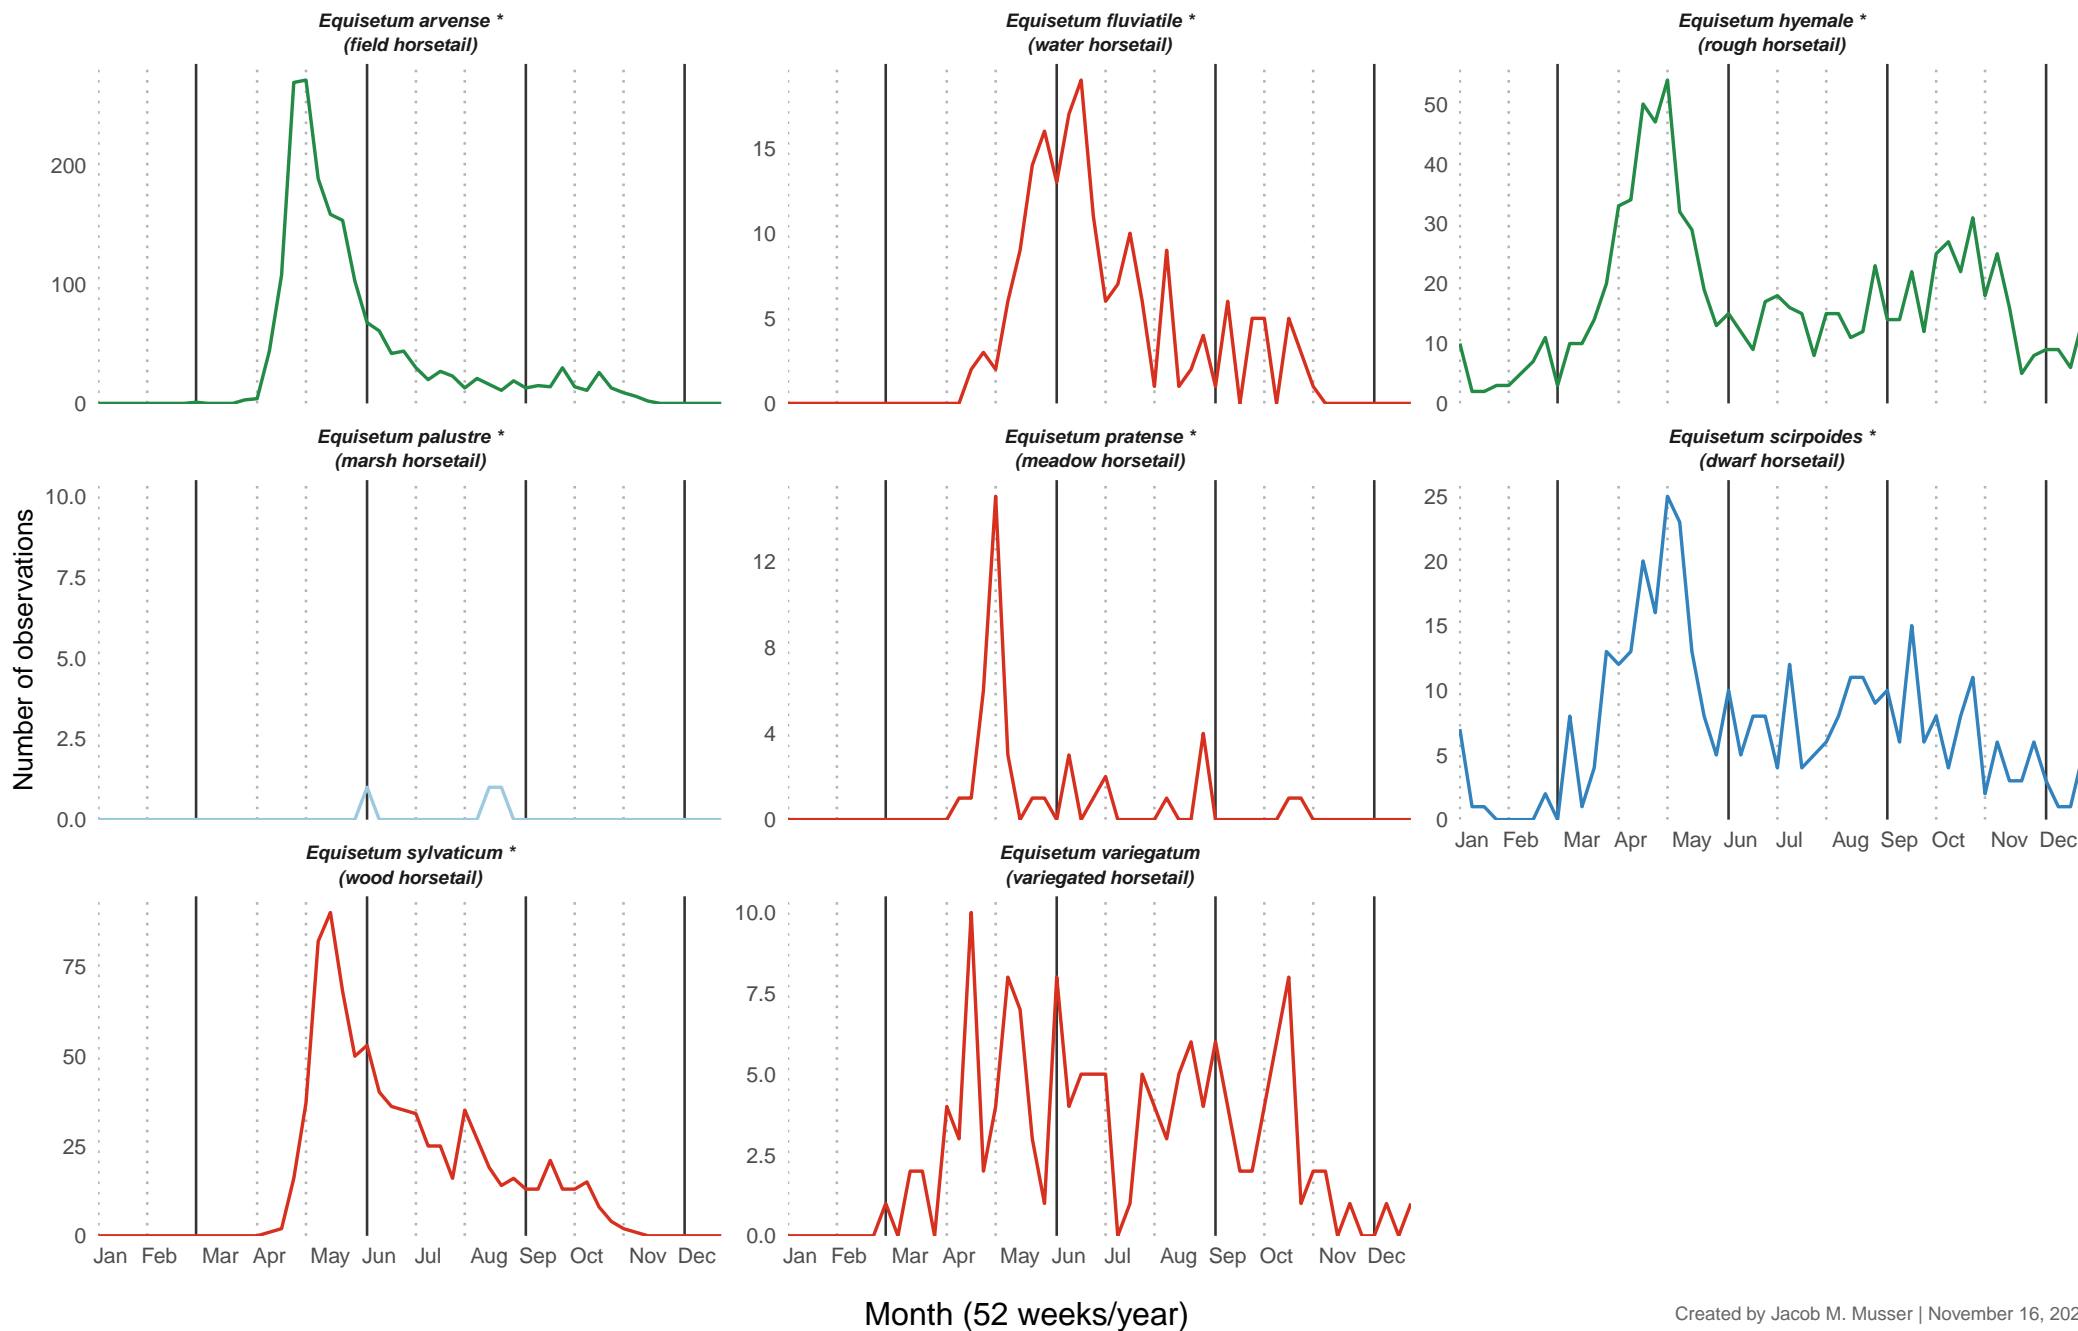 Equisetum arvense *
(field horsetail)
Equisetum fluviatile *
(water horsetail)
Equisetum hyemale *
(rough horsetail)
200
100
0
15
10
5
0
50
40
30
20
10
0
Equisetum palustre *
(marsh horsetail)
Equisetum pratense *
(meadow horsetail)
Equisetum scirpoides *
(dwarf horsetail)
Number of observations
10.0
7.5
5.0
2.5
0.0
12
8
4
0
25
20
15
10
5
0
Jan Feb Mar Apr May Jun Jul Aug Sep Oct Nov Dec
Equisetum sylvaticum *
(wood horsetail)
Equisetum variegatum
(variegated horsetail)
75
50
25
0
Jan Feb Mar Apr May Jun Jul Aug Sep Oct Nov Dec
10.0
7.5
5.0
2.5
0.0
Jan Feb Mar Apr May Jun Jul Aug Sep Oct Nov Dec
Month (52 weeks/year)
Created by Jacob M. Musser | November 16, 202